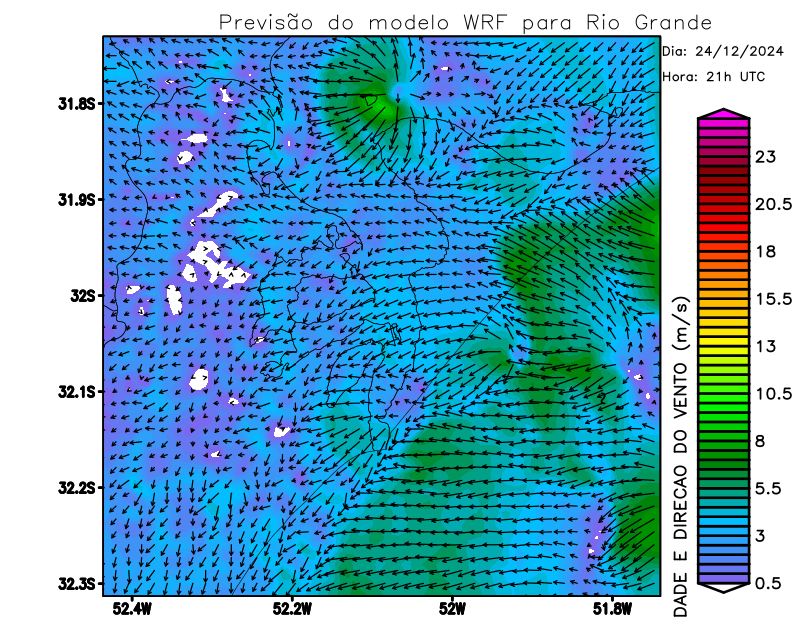 Previsão do modelo WRF para Rio Grande
Dia: 24/12/2024
Hora: 21h UTC
31.8S
31.9S
32S
32.1S
32.2S
32.3S
52.4W
52.2W
52W
51.8W
23
20.5
18
15.5
13
10.5
8
5.5
3
0.5
DADE E DIRECAO DO VENTO (m/s)